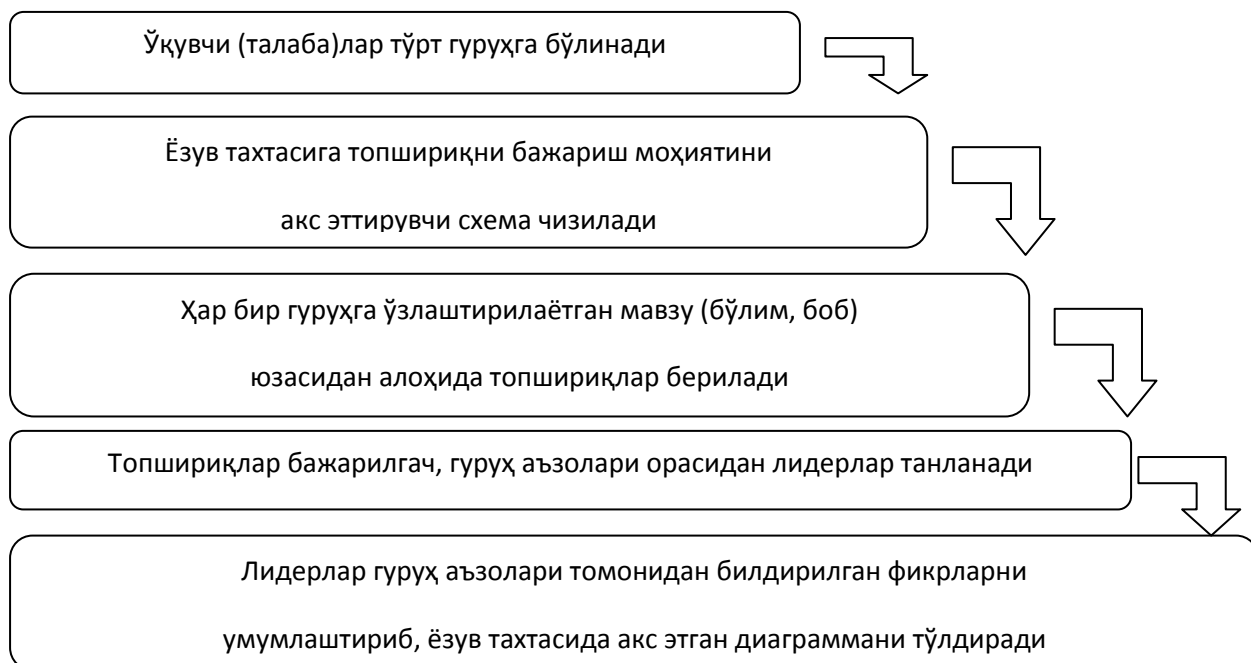 Ўқувчи (талаба)лар тўрт гуруҳга бўлинади
Ёзув тахтасига топшириқни бажариш моҳиятини
акс эттирувчи схема чизилади
Ҳар бир гуруҳга ўзлаштирилаётган мавзу (бўлим, боб)
юзасидан алоҳида топшириқлар берилади
Топшириқлар бажарилгач, гуруҳ аъзолари орасидан лидерлар танланади
Лидерлар гуруҳ аъзолари томонидан билдирилган фикрларни
умумлаштириб, ёзув тахтасида акс этган диаграммани тўлдиради